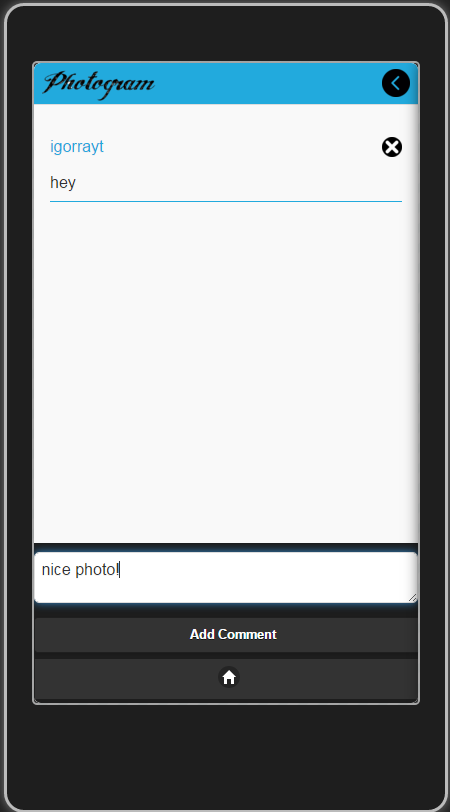 Photogram
igorrayt
hey
nice photo!
Add Comment